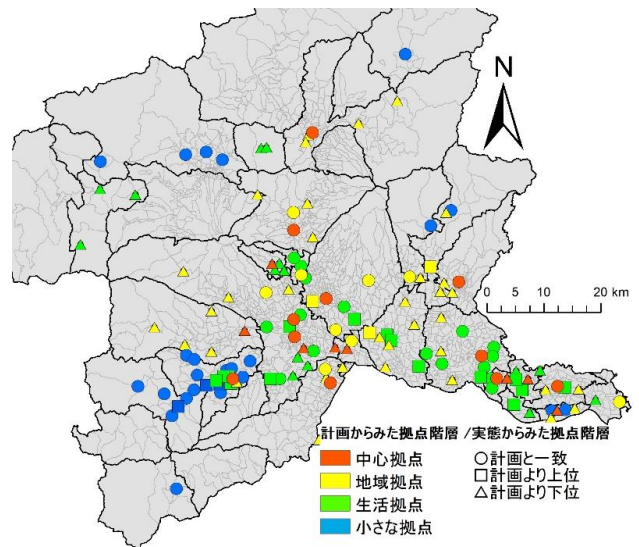 N
0 5 10 20 km
計画からみた拠点階層 /実態からみた拠点階層
中心拠点
地域拠点
生活拠点
小さな拠点
計画と一致
計画より上位
計画より下位